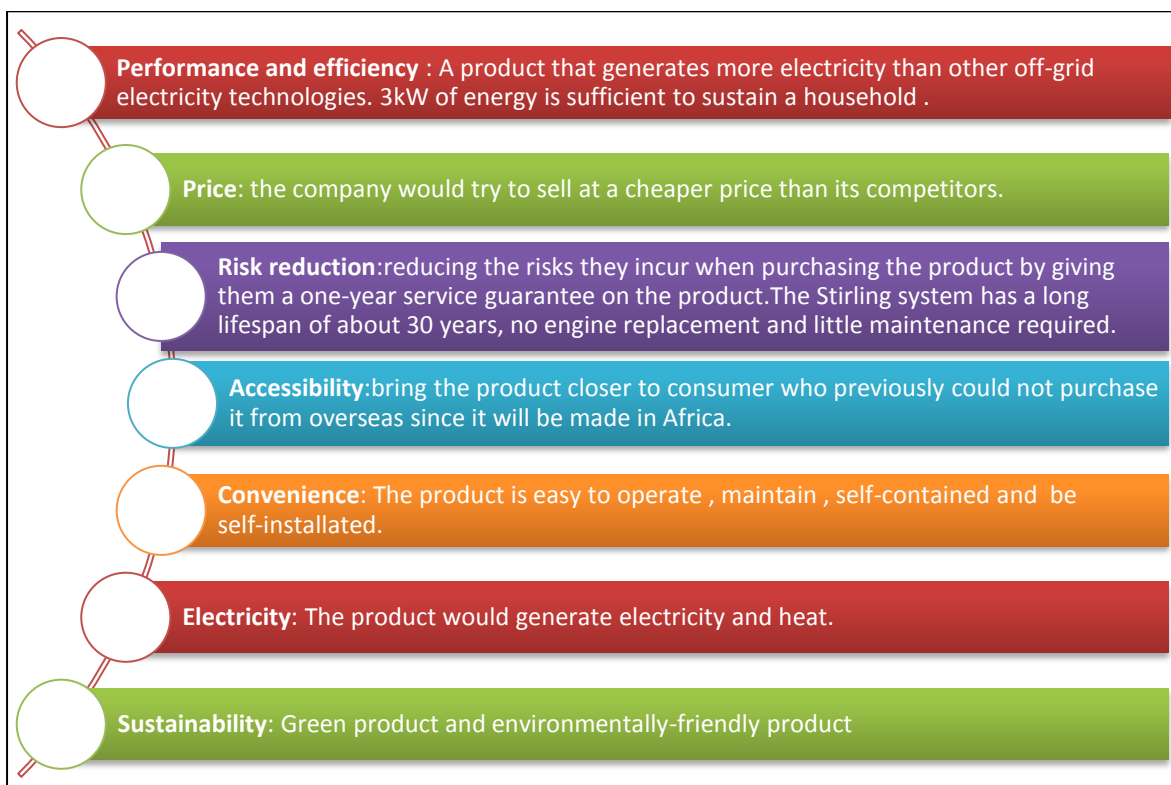 Performance and efficiency : A product that generates more electricity than other off-grid
electricity technologies. 3kW of energy is sufficient to sustain a household .
Price: the company would try to sell at a cheaper price than its competitors.
Risk reduction:reducing the risks they incur when purchasing the product by giving
them a one-year service guarantee on the product.The Stirling system has a long
lifespan of about 30 years, no engine replacement and little maintenance required.
Accessibility:bring the product closer to consumer who previously could not purchase
it from overseas since it will be made in Africa.
Convenience: The product is easy to operate , maintain , self-contained and  be
self-installated.
Electricity: The product would generate electricity and heat.
Sustainability: Green product and environmentally-friendly product